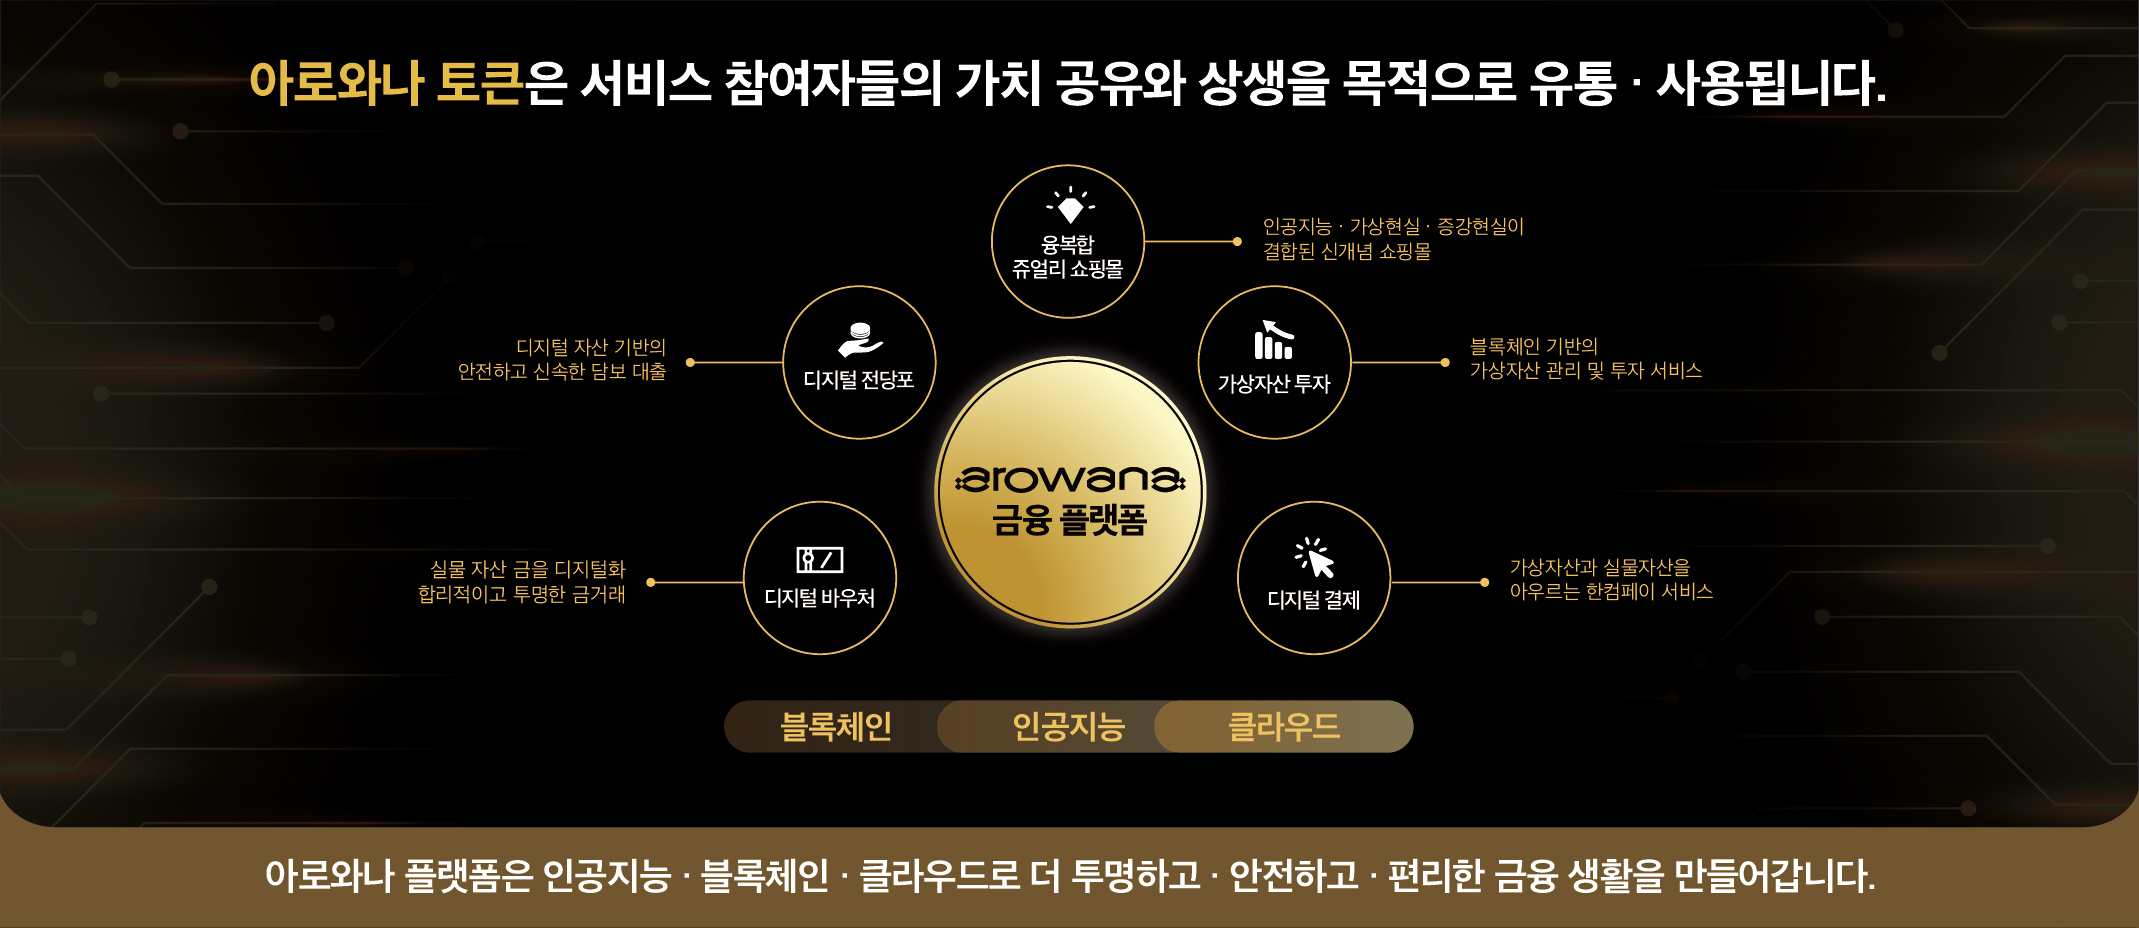 아로와나 토큰은 서비스 참여자들의 가치 공유와 상생을 목적으로 유통 · 사용됩니다.
융복합
쥬얼리 쇼핑몰
인공지능 · 가상현실 · 증강현실이
결합된 신개념 쇼핑몰
디지털 자산 기반의
안전하고 신속한 담보 대출
디지털 전당포
가상자산 투자
블록체인 기반의
가상자산 관리 및 투자 서비스
arowana
금융 플랫폼
실물 자산 금을 디지털화
합리적이고 투명한 금거래
디지털 바우처
디지털 결제
가상자산과 실물자산을
아우르는 한컴페이 서비스
블록체인 인공지능 클라우드
아로와나 플랫폼은 인공지능 · 블록체인 · 클라우드로 더 투명하고 · 안전하고 · 편리한 금융 생활을 만들어갑니다.